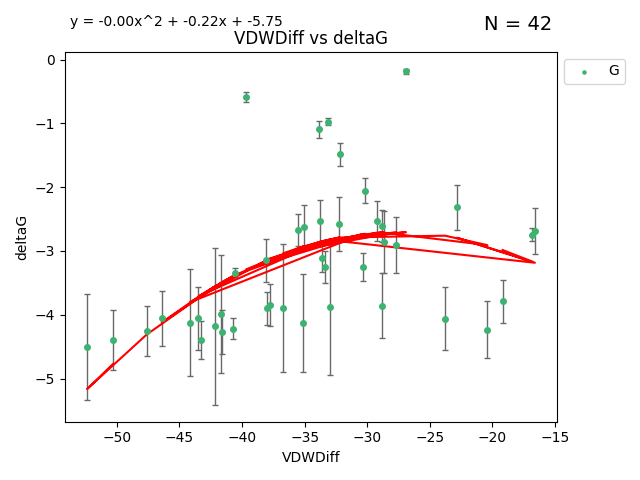 y = -0.00x^2 + -0.22x + -5.75
N = 42
VDWDiff vs deltaG
G
deltaG
0
−1
−2
−3
−4
−5
−50
−45
−40
−35
−30
−25
−20
−15
VDWDiff